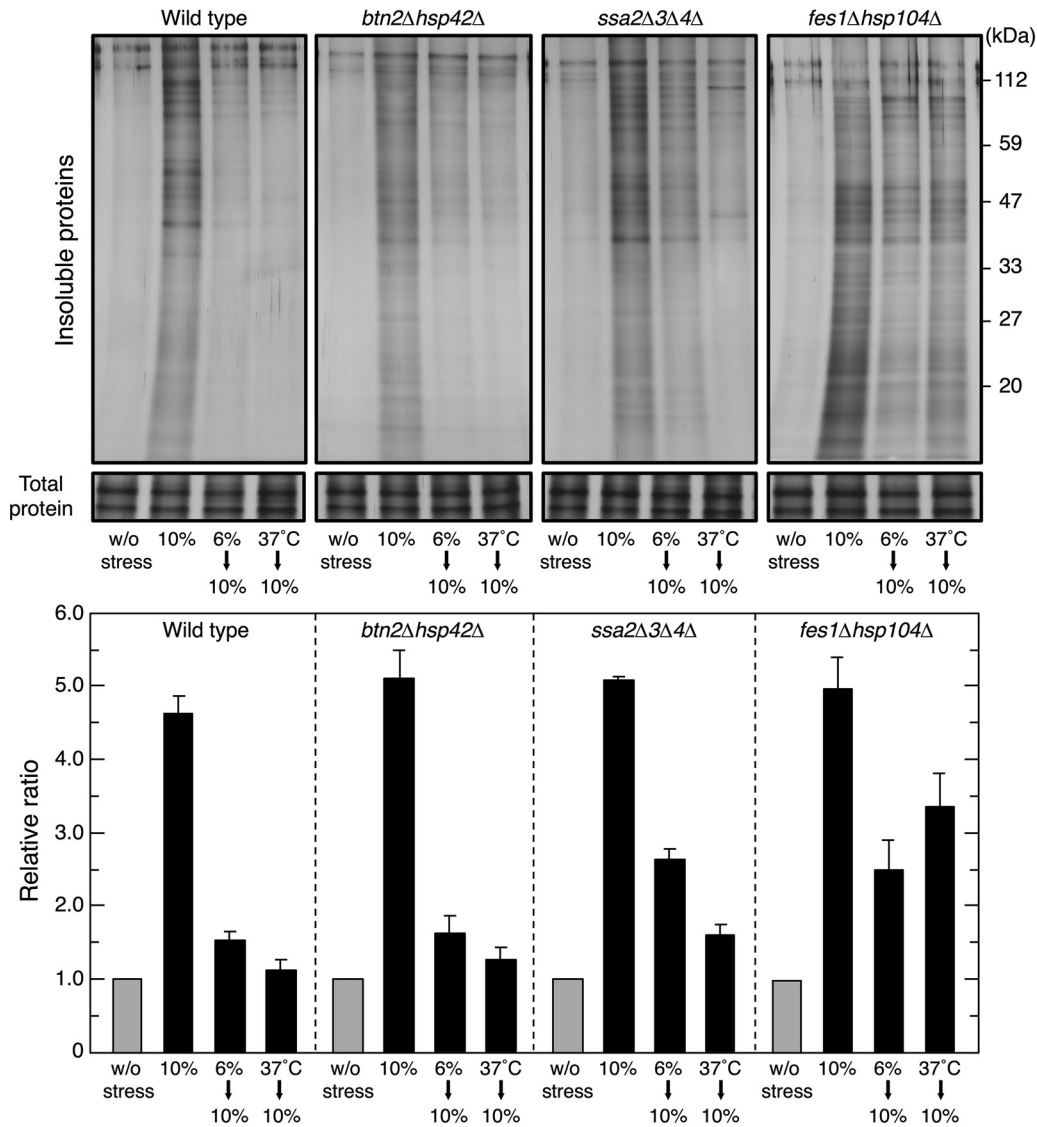 Wild type btn2Δhsp42Δ ssa2Δ3Δ4Δ fes1Δhsp104Δ
(kDa)
112
59
47
33
27
20
Insoluble proteins
Total
protein
w/o 10% 6% 37˚C w/o 10% 6% 37˚C w/o 10% 6% 37˚C w/o 10% 6% 37˚C
stress stress stress stress
10% 10% 10% 10% 10% 10% 10% 10%
6.0
Wild type btn2Δhsp42Δ ssa2Δ3Δ4Δ fes1Δhsp104Δ
5.0
4.0
3.0
2.0
1.0
0
Relative ratio
w/o 10% 6% 37˚C w/o 10% 6% 37˚C w/o 10% 6% 37˚C w/o 10% 6% 37˚C
stress stress stress stress
10% 10% 10% 10% 10% 10% 10% 10%